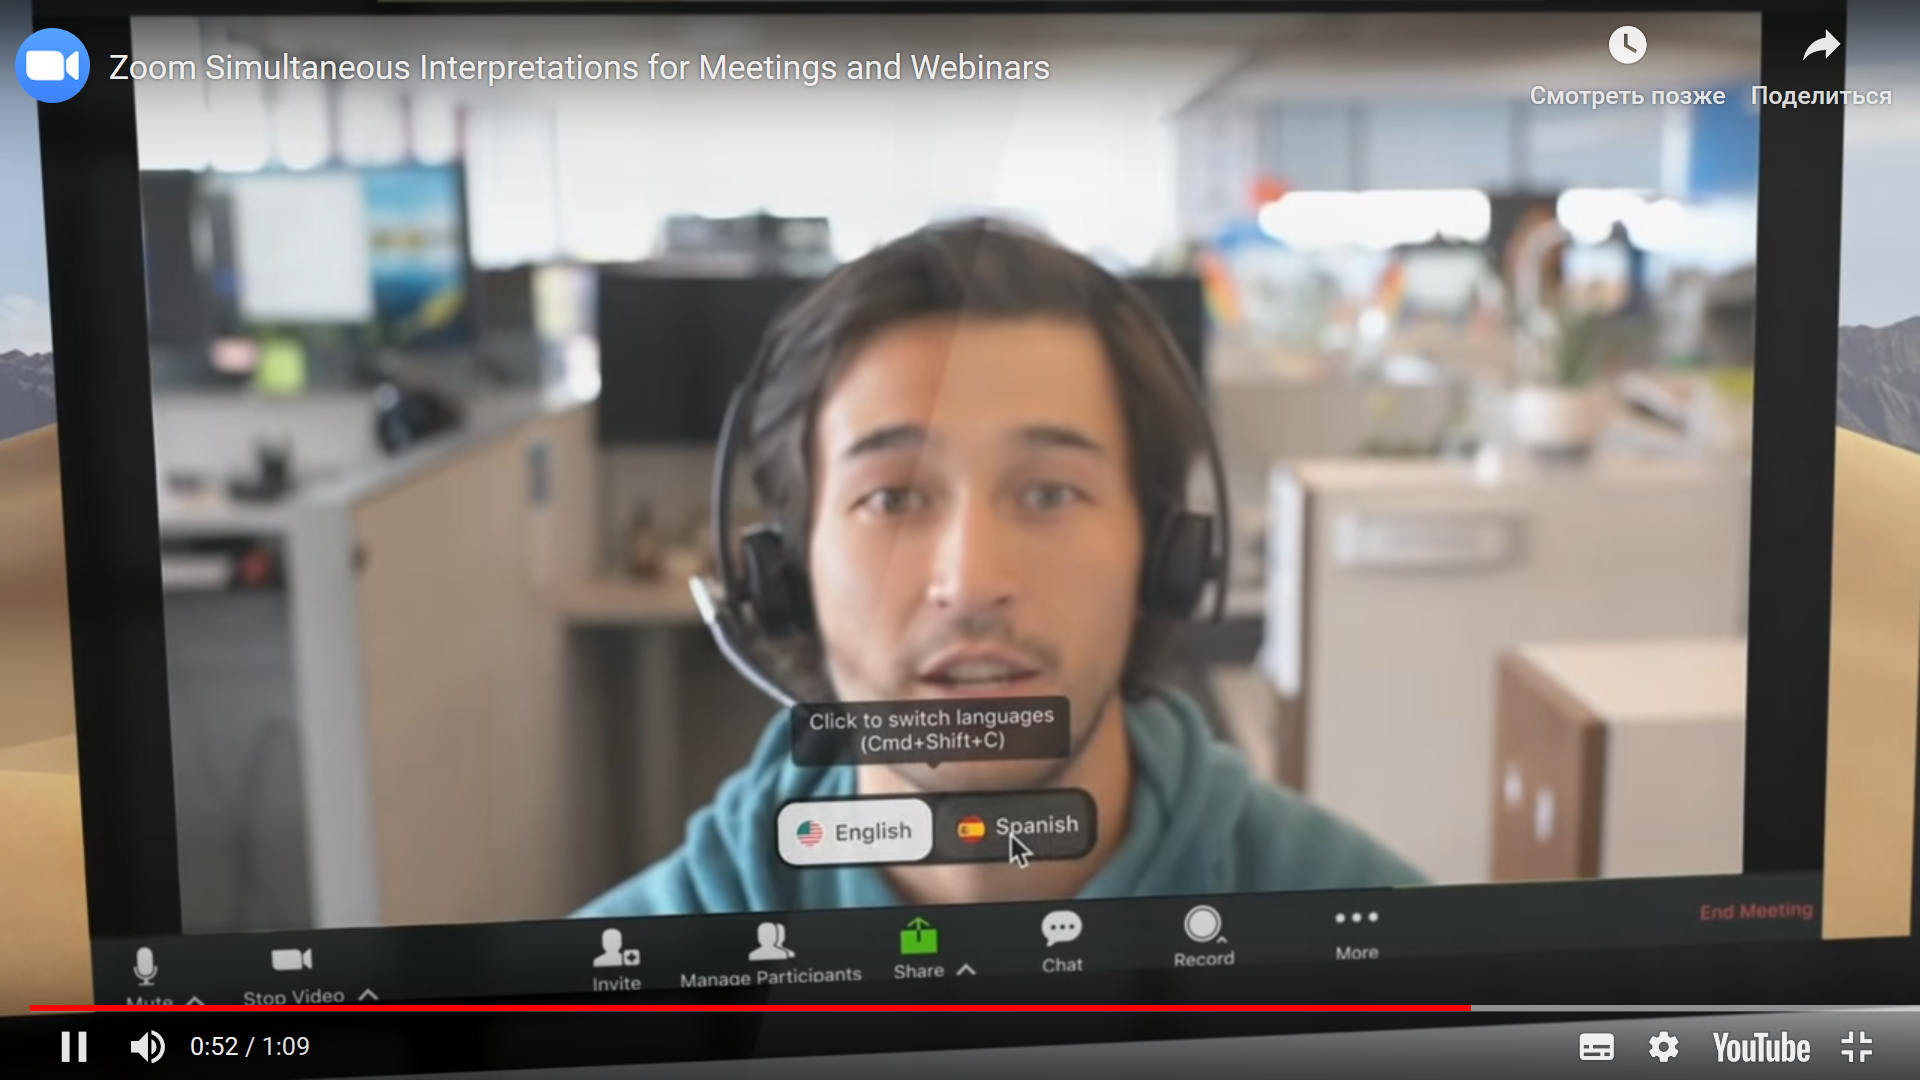 Zoom Simultaneous Interpretations for Meetings and Webinars
Смотреть позже
Поделиться
Click to switch languages
(Cmd+Shift+C)
English
Spanish
Mute
Stop Video
Invite
Manage Participants
Share
Chat
Record
More
End Meeting
0:52 / 1:09
YouTube